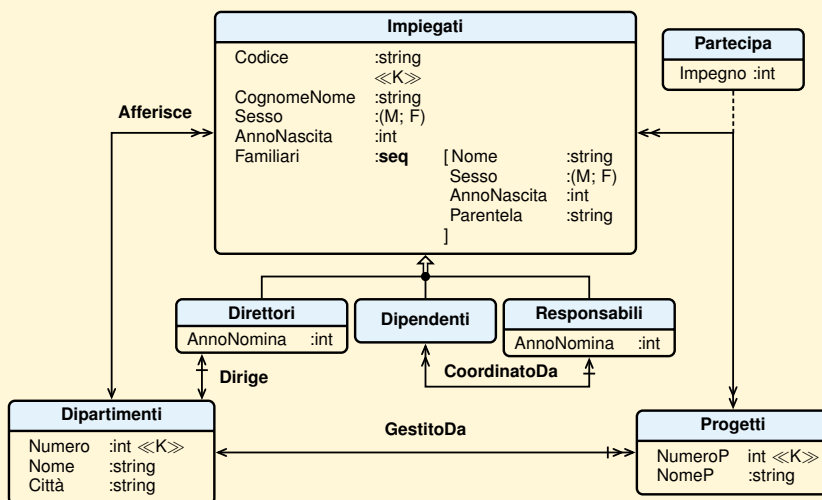 Impiegati
Codice :string
≪K≫
CognomeNome :string
Sesso :(M; F)
AnnoNascita :int
Familiari :seq [ Nome :string
Sesso :(M; F)
AnnoNascita :int
Parentela :string
]
Partecipa
Impegno :int
Afferisce
Direttori
AnnoNomina :int
Dipendenti
Responsabili
AnnoNomina :int
Dirige
CoordinatoDa
Dipartimenti
Numero :int ≪K≫
Nome :string
Città :string
GestitoDa
Progetti
NumeroP int ≪K≫
NomeP :string